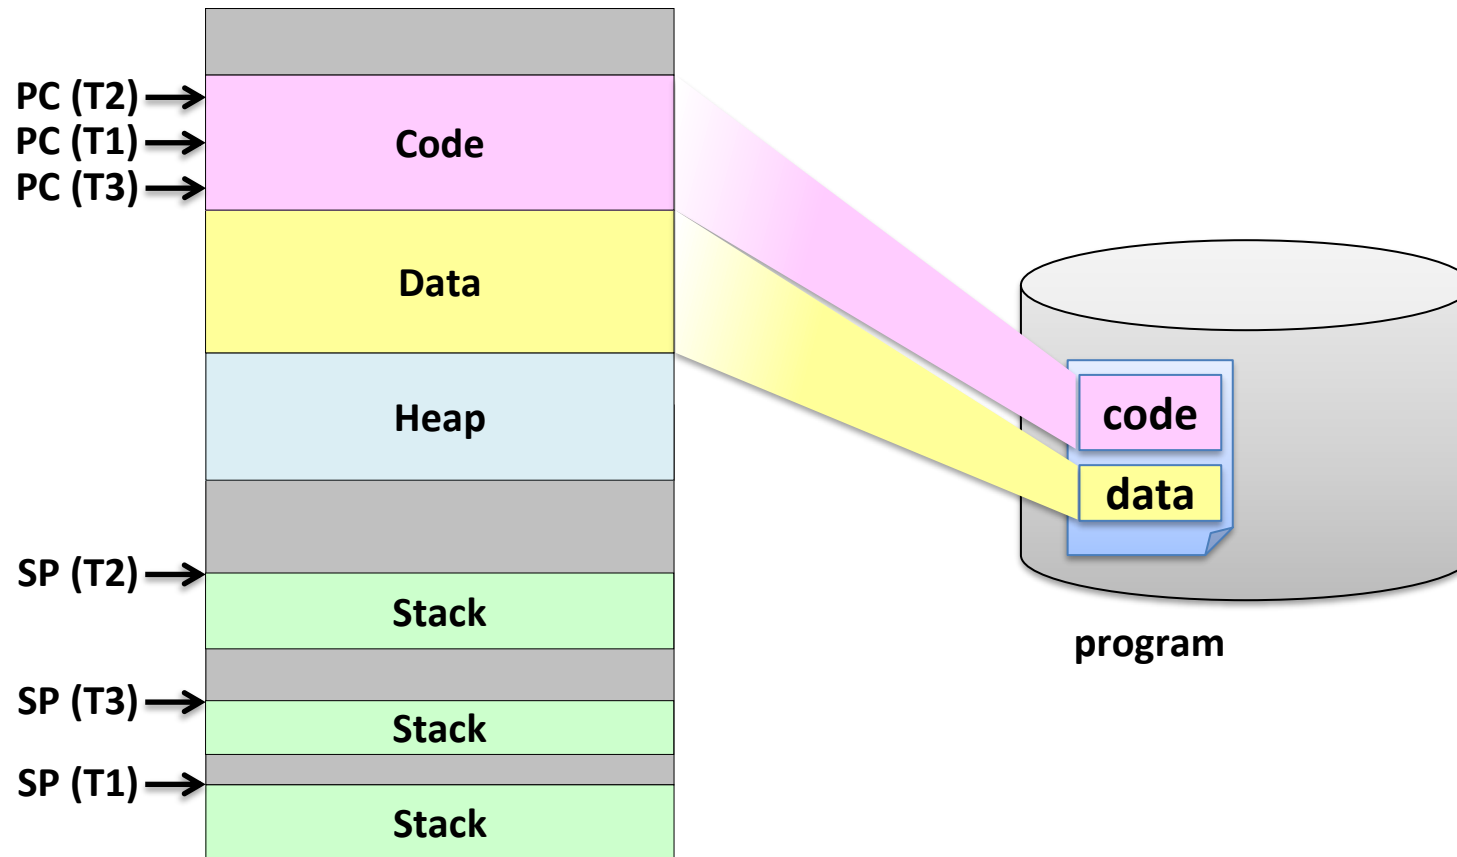 PC (T2)
PC (T1)
PC (T3)
Code
Data
Heap
SP (T2)
Stack
SP (T3)
Stack
SP (T1)
Stack
code
data
program